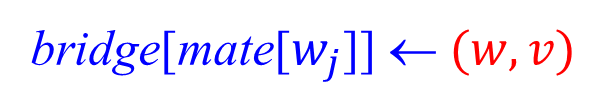 bridge[mate[w_j]] ← (w, v)